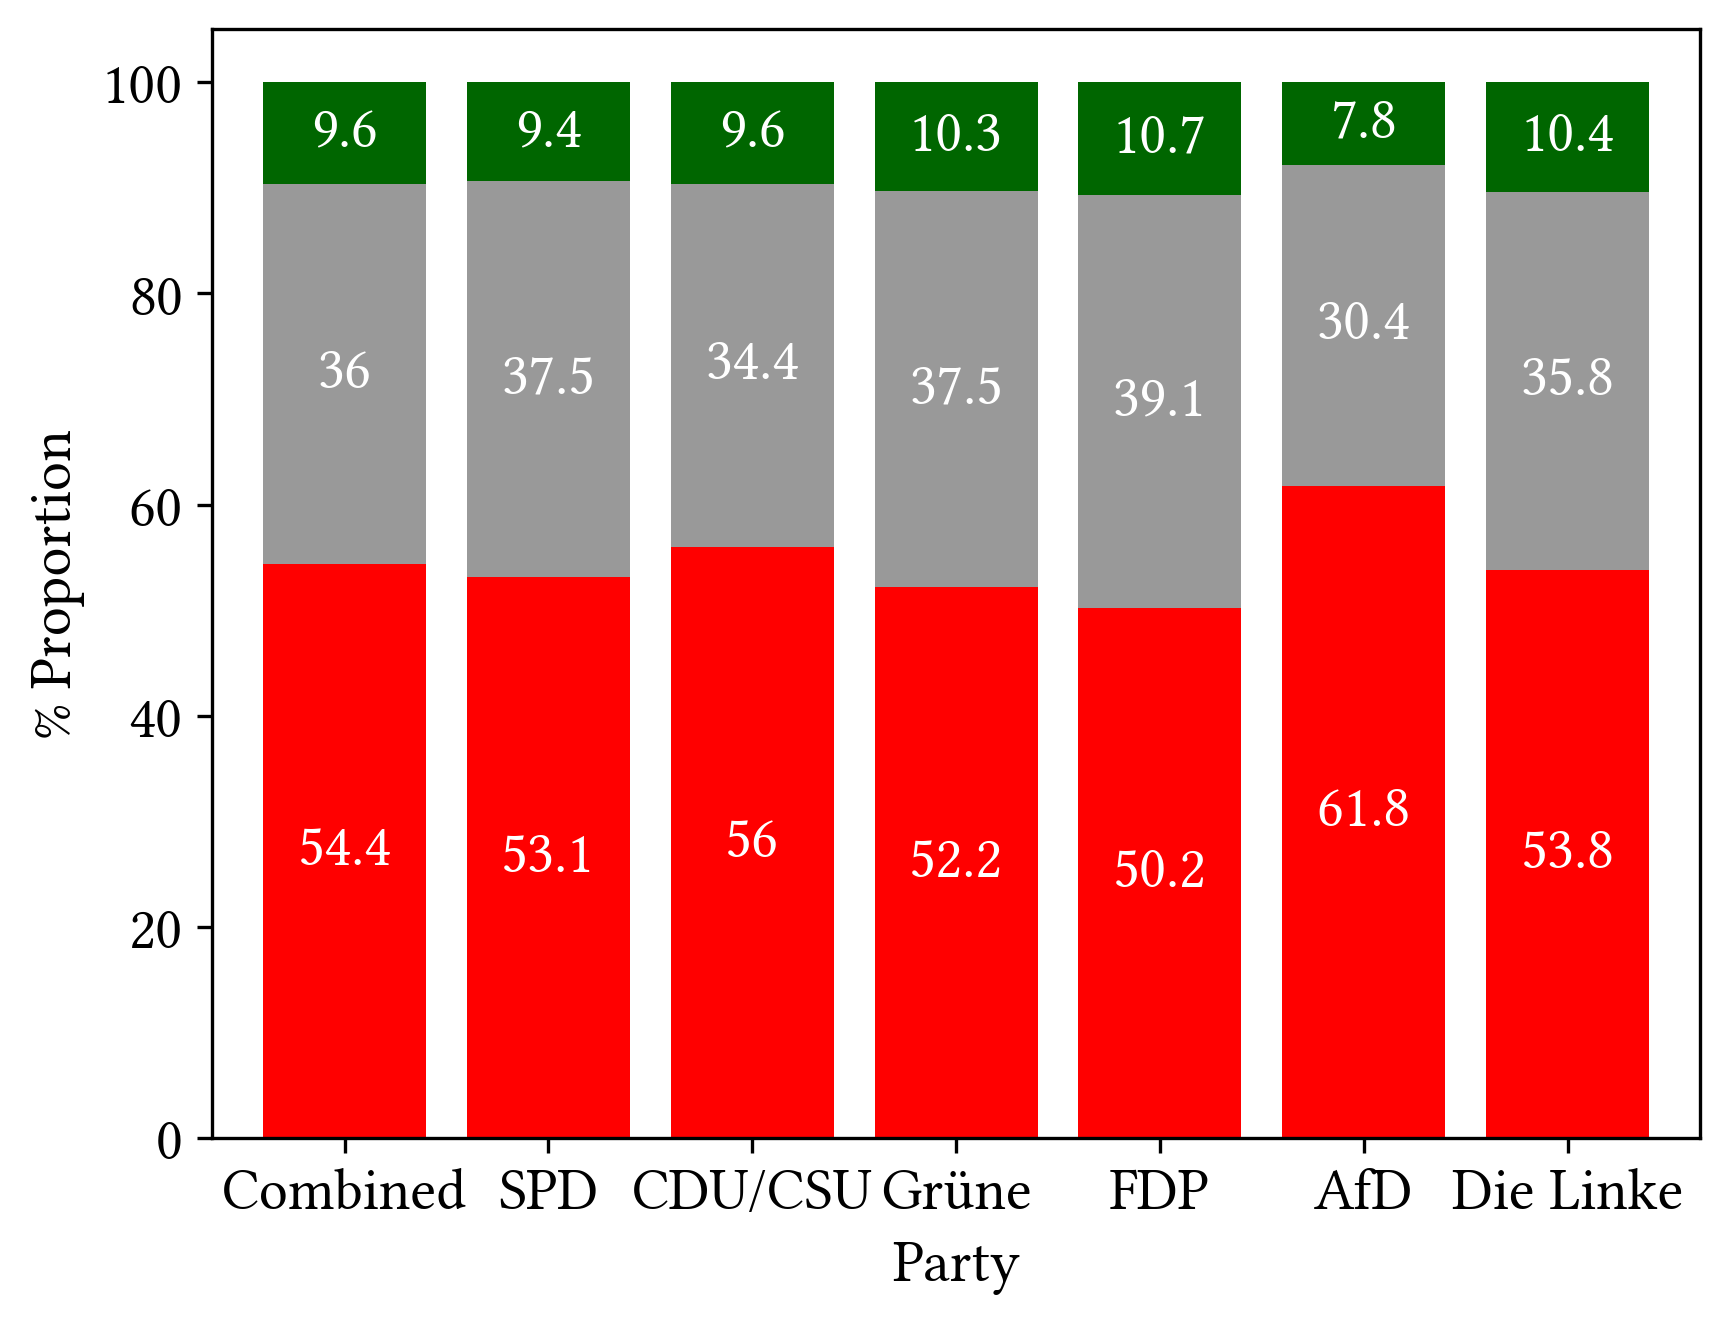 % Proportion
100
80
60
40
20
0
9.6 9.4 9.6 10.3 10.7 7.8 10.4
36 37.5 34.4 37.5 39.1 30.4 35.8
54.4 53.1 56 52.2 50.2 61.8 53.8
Combined SPD CDU/CSU Grüne FDP AfD Die Linke
Party